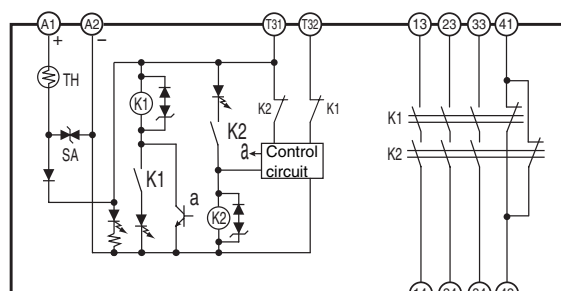 A1 A2 T31 T32 13 23 33 41
+ −
TH
K1
K2 K1
K1
SA
K2
a Control
circuit
K2
K1
a
K2